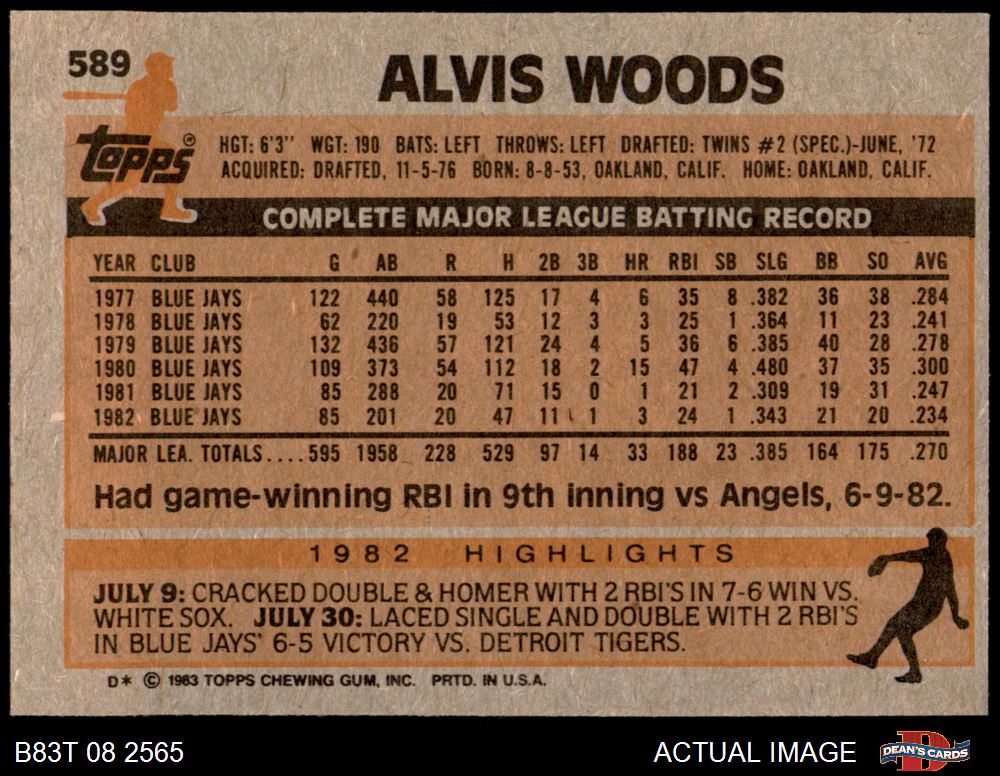 589
ALVIS WOODS
Topps®
HGT: 6'3" WGT: 190 BATS: LEFT THROWS: LEFT DRAFTED: TWINS #2 (SPEC.)-JUNE, '72
ACQUIRED: DRAFTED, 11-5-76 BORN: 8-8-53, OAKLAND, CALIF. HOME: OAKLAND, CALIF.
COMPLETE MAJOR LEAGUE BATTING RECORD
YEAR CLUB G AB R H 2B 3B HR RBI SB SLG BB SO AVG
1977 BLUE JAYS 122 440 58 125 17 4 6 35 8 .382 36 38 .284
1978 BLUE JAYS 62 220 19 53 12 3 3 25 1 .364 11 23 .241
1979 BLUE JAYS 132 436 57 121 24 4 5 36 6 .385 40 28 .278
1980 BLUE JAYS 109 373 54 112 18 2 15 47 4 .480 37 35 .300
1981 BLUE JAYS 85 288 20 71 15 0 1 21 2 .309 19 31 .247
1982 BLUE JAYS 85 201 20 47 11 1 3 24 1 .343 21 20 .234
MAJOR LEA. TOTALS....595 1958 228 529 97 14 33 188 23 .385 164 175 .270
Had game-winning RBI in 9th inning vs Angels, 6-9-82.
1982 HIGHLIGHTS
JULY 9: CRACKED DOUBLE & HOMER WITH 2 RBI'S IN 7-6 WIN VS.
WHITE SOX. JULY 30: LACED SINGLE AND DOUBLE WITH 2 RBI'S
IN BLUE JAYS' 6-5 VICTORY VS. DETROIT TIGERS.
D* © 1983 TOPPS CHEWING GUM, INC. PRTD. IN U.S.A.
B83T 08 2565 ACTUAL IMAGE D DEAN'S CARDS